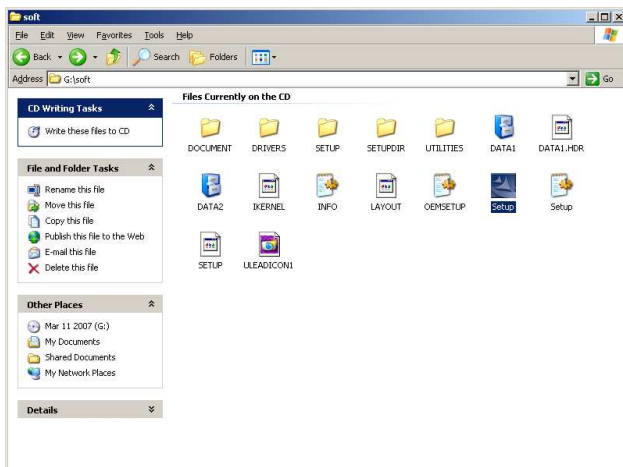 soft
File Edit View Favorites Tools Help
Back Search Folders
Address G:\soft Go
CD Writing Tasks
Write these files to CD
File and Folder Tasks
Rename this file
Move this file
Copy this file
Publish this file to the Web
E-mail this file
Delete this file
Other Places
Mar 11 2007 (G:)
My Documents
Shared Documents
My Network Places
Details
Files Currently on the CD
DOCUMENT DRIVERS SETUP SETUPDIR UTILITIES DATA1 DATA1.HDR
DATA2 IKERNEL INFO LAYOUT OEMSETUP Setup Setup
SETUP ULEADICON1